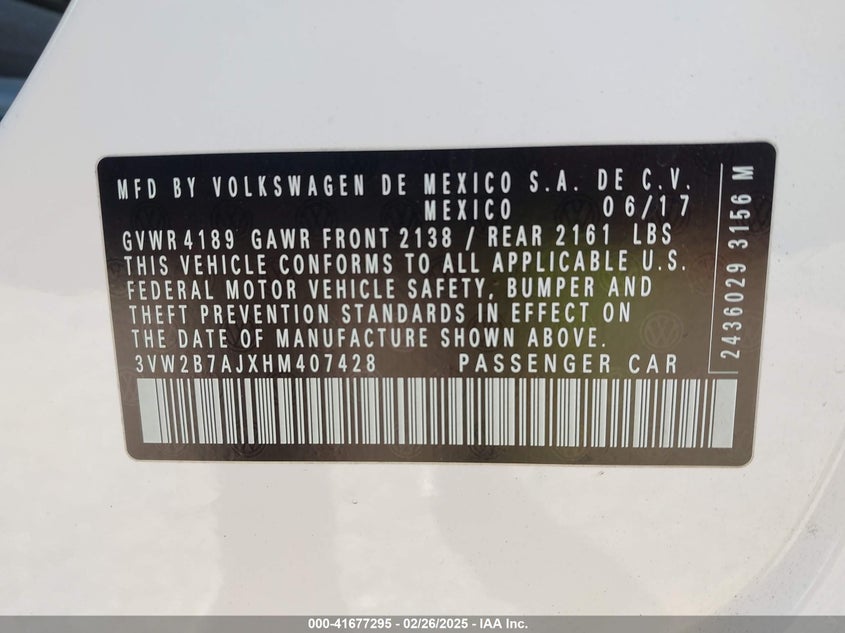 MFD BY VOLKSWAGEN DE MEXICO S.A. DE C.V.
MEXICO 06/17
GVWR 4189 GAWR FRONT 2138 / REAR 2161 LBS
THIS VEHICLE CONFORMS TO ALL APPLICABLE U.S.
FEDERAL MOTOR VEHICLE SAFETY, BUMPER AND
THEFT PREVENTION STANDARDS IN EFFECT ON
THE DATE OF MANUFACTURE SHOWN ABOVE.
3VW2B7AJXHM407428 PASSENGER CAR
2436029 3156 M
000-41677295 - 02/26/2025 - IAA Inc.